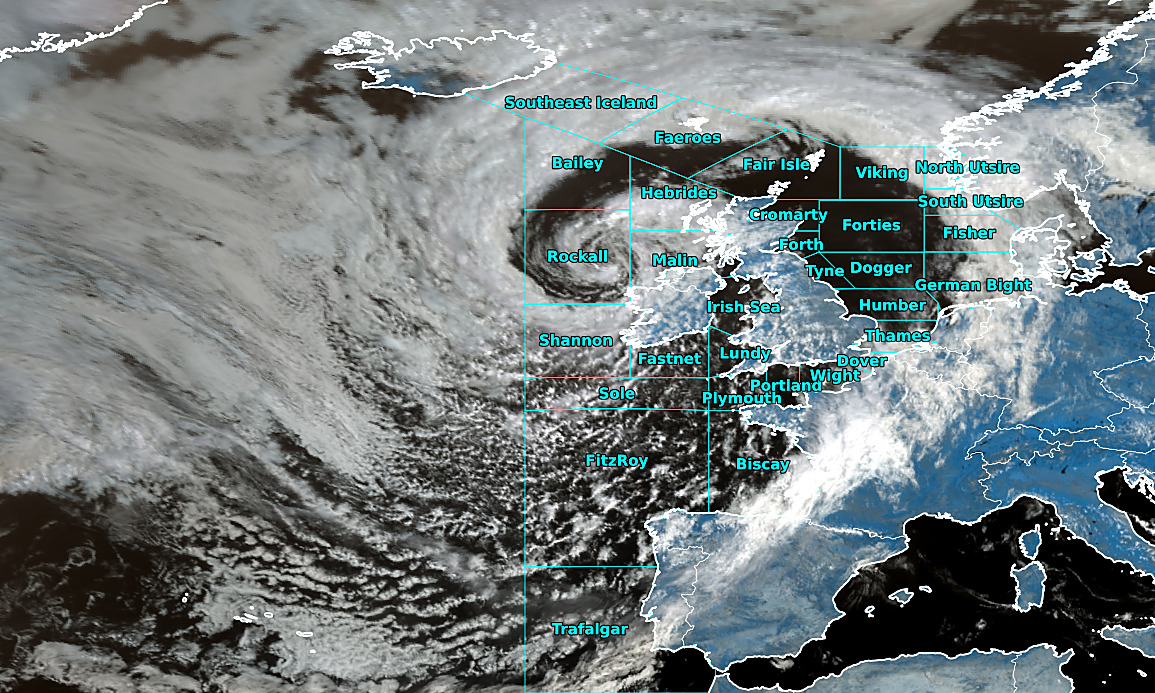 Southeast Iceland
Faeroes
Bailey
Fair Isle
Viking
North Utsire
Hebrides
South Utsire
Cromarty
Forties
Fisher
Forth
Rockall
Malin
Tyne
Dogger
German Bight
Irish Sea
Humber
Thames
Shannon
Fastnet
Lundy
Dover
Wight
Portland
Sole
Plymouth
FitzRoy
Biscay
Trafalgar